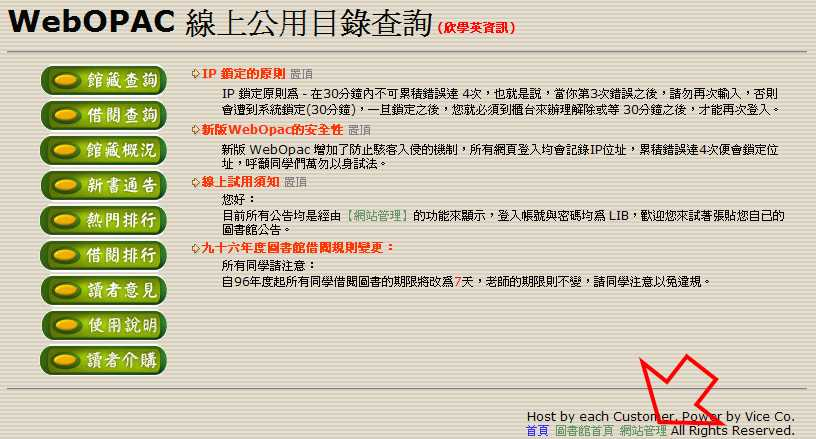 WebOPAC 線上公用目錄查詢 (欣學英資訊)
館藏查詢
借閱查詢
館藏概況
新書通告
熱門排行
借閱排行
讀者意見
使用說明
讀者介購
IP 鎖定的原則 置頂
IP 鎖定原則為 - 在30分鐘內不可累積錯誤達 4次，也就是說，當你第3次錯誤之後，請勿再次輸入，否則
會遭到系統鎖定(30分鐘)，一旦鎖定之後，您就必須到櫃台來辦理解除或等 30分鐘之後，才能再次登入。
新版WebOpac的安全性 置頂
新版 WebOpac 增加了防止駭客入侵的機制，所有網頁登入均會記錄IP位址，累積錯誤達4次便會鎖定位
址，呼籲同學們萬勿以身試法。
線上試用須知 置頂
您好：
目前所有公告均是經由【網站管理】的功能來顯示，登入帳號與密碼均為 LIB，歡迎您來試著張貼您自己的
圖書館公告。
九十六年度圖書館借閱規則變更：
所有同學請注意：
自96年度起所有同學借閱圖書的期限將改為7天，老師的期限則不變，請同學注意以免違規。
Host by each Customer, Power by Vice Co.
首頁 圖書館首頁 網站管理 All Rights Reserved.